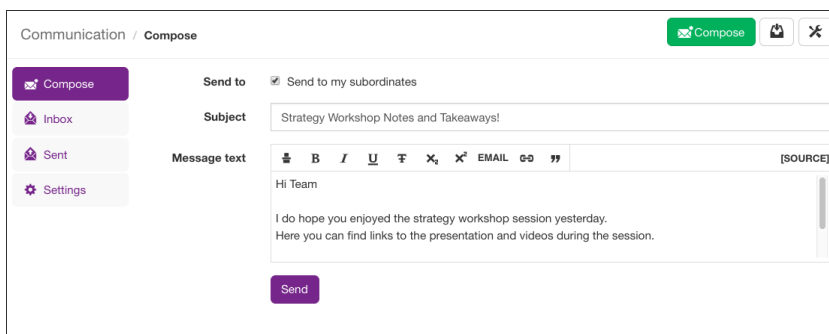 Communication / Compose
Compose
Compose
Inbox
Sent
Settings
Send to
Send to my subordinates
Subject
Strategy Workshop Notes and Takeaways!
Message text
B I U T X₂ X² EMAIL [SOURCE]
Hi Team
I do hope you enjoyed the strategy workshop session yesterday.
Here you can find links to the presentation and videos during the session.
Send